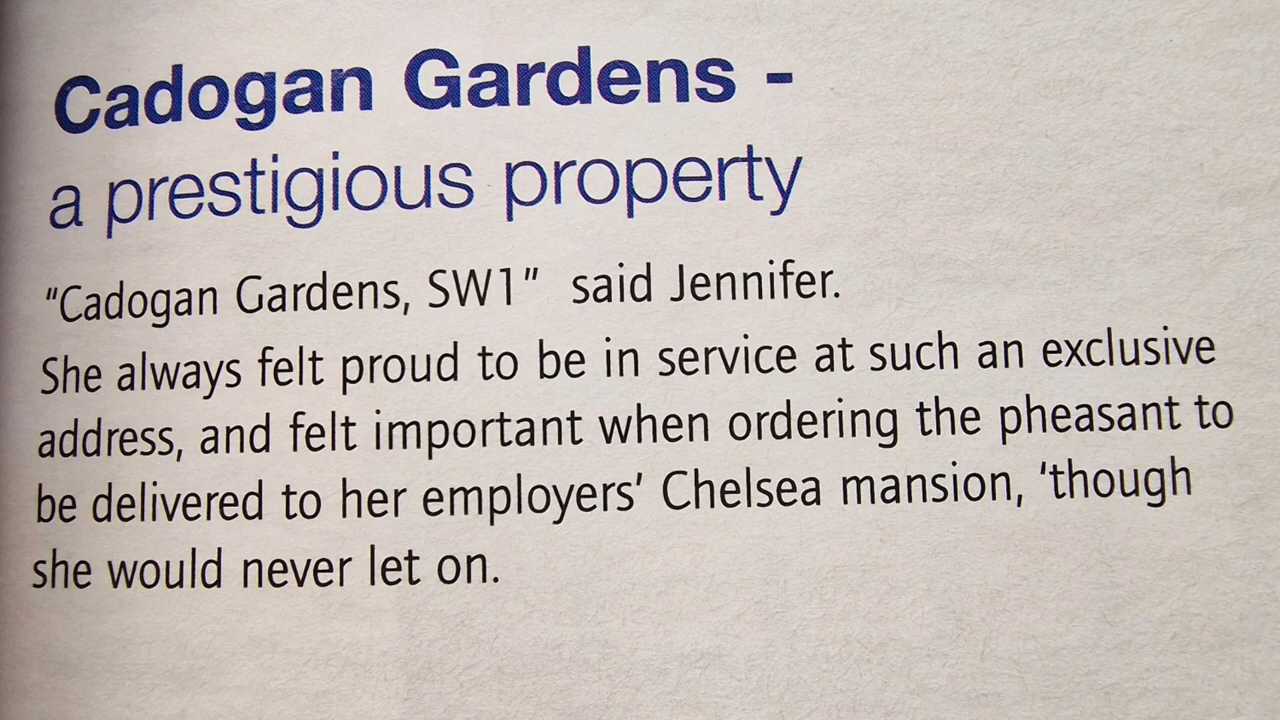 Cadogan Gardens -
a prestigious property
“Cadogan Gardens, SW1”  said Jennifer.
She always felt proud to be in service at such an exclusive
address, and felt important when ordering the pheasant to
be delivered to her employers’ Chelsea mansion, ‘though
she would never let on.